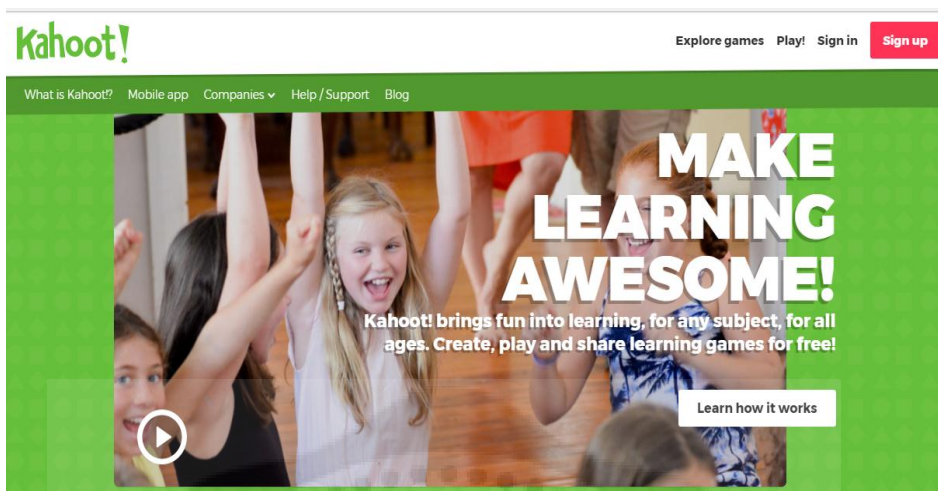 Kahoot!
Explore games Play! Sign in Sign up
What is Kahoot!? Mobile app Companies Help / Support Blog
MAKE
LEARNING
AWESOME!
Kahoot! brings fun into learning, for any subject, for all
ages. Create, play and share learning games for free!
Learn how it works